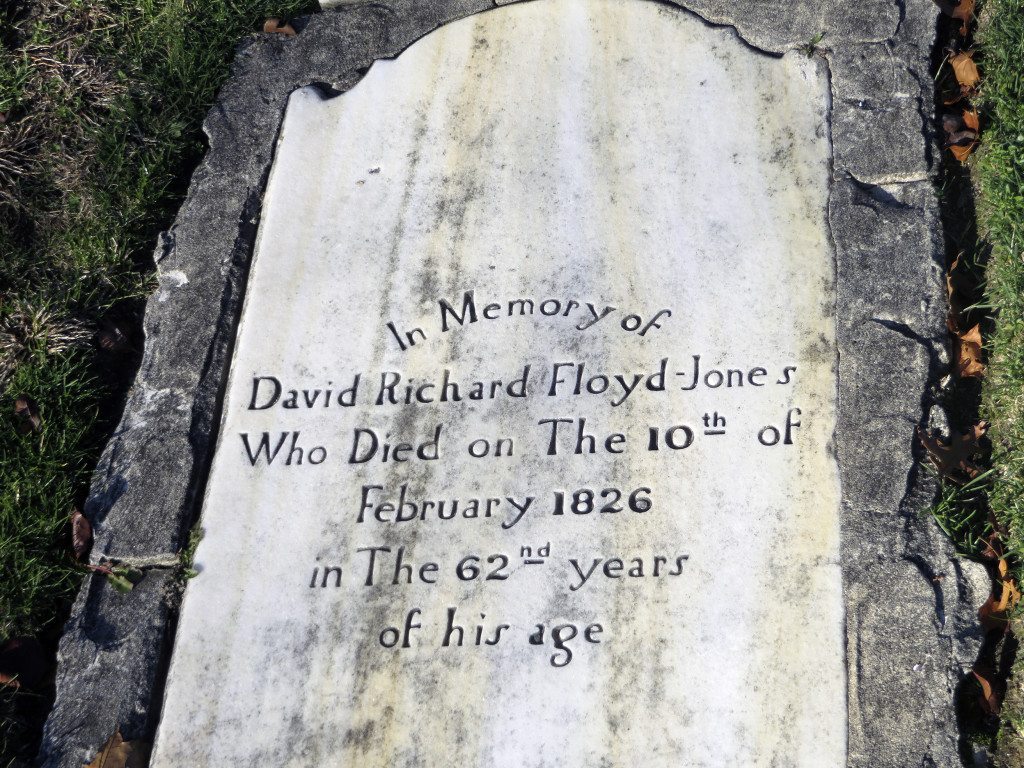 In Memory of
David Richard Floyd-Jones
Who Died on The 10th of
February 1826
in The 62nd years
of his age